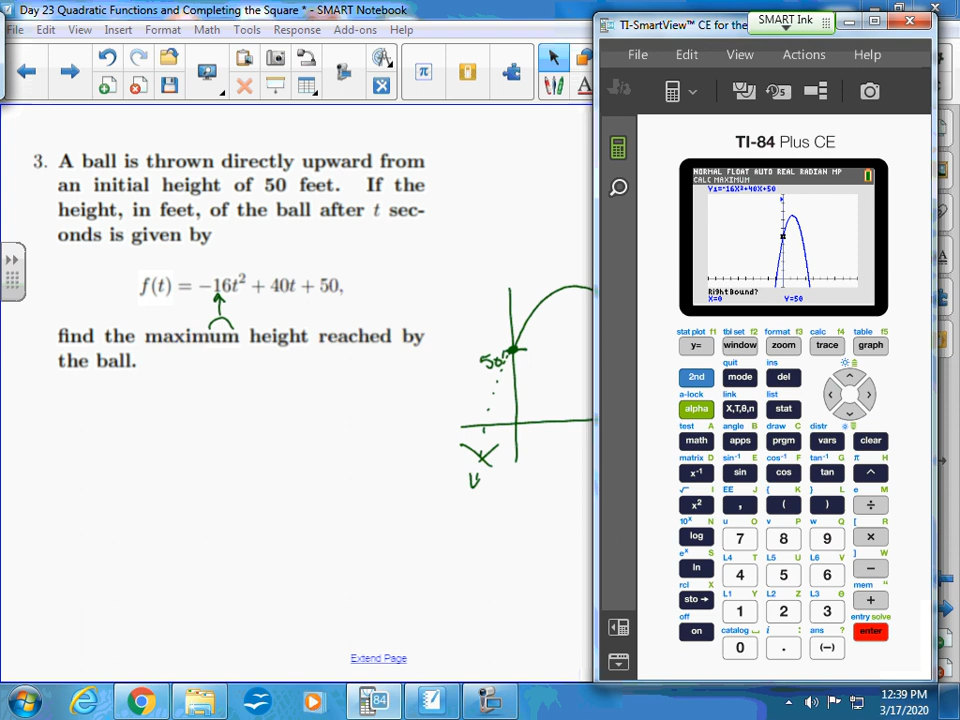 Day 23 Quadratic Functions and Completing the Square * - SMART Notebook
File Edit View Insert Format Math Tools Response Add-ons Help
3. A ball is thrown directly upward from
an initial height of 50 feet. If the
height, in feet, of the ball after t sec-
onds is given by
f(t) = −16t² + 40t + 50,
find the maximum height reached by
the ball.
50
Extend Page
TI-SmartView™ CE for the
SMART Ink
File Edit View Actions Help
TI-84 Plus CE
NORMAL FLOAT AUTO REAL RADIAN MP
CALC MAXIMUM
Y1=-16X²+40X+50
Right Bound?
X=0 Y=50
stat plot f1 tbl set f2 format f3 calc f4 table f5
y= window zoom trace graph
quit ins
2nd mode del
a-lock link list
alpha X,T,θ,n stat
test A angle B draw C distr
math apps prgm vars clear
matrix D sin⁻¹ E cos⁻¹ F tan⁻¹ G π H
x⁻¹ sin cos tan ^
√ I EE J { K } L e M
x² , ( ) ÷
10ˣ N u O v P w Q [ R
log 7 8 9 ×
eˣ S L4 T L5 U L6 V ] W
ln 4 5 6 −
rcl X L1 Y L2 Z L3 θ mem "
sto→ 1 2 3 +
off catalog i : ans ? entry solve
on 0 . (−) enter
84
12:39 PM
3/17/2020